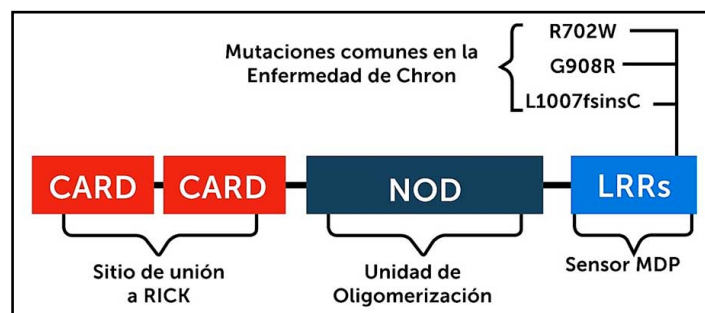 Mutaciones comunes en la
Enfermedad de Chron
R702W
G908R
L1007fsinsC
CARD
CARD
NOD
LRRs
Sitio de unión
a RICK
Unidad de
Oligomerización
Sensor MDP